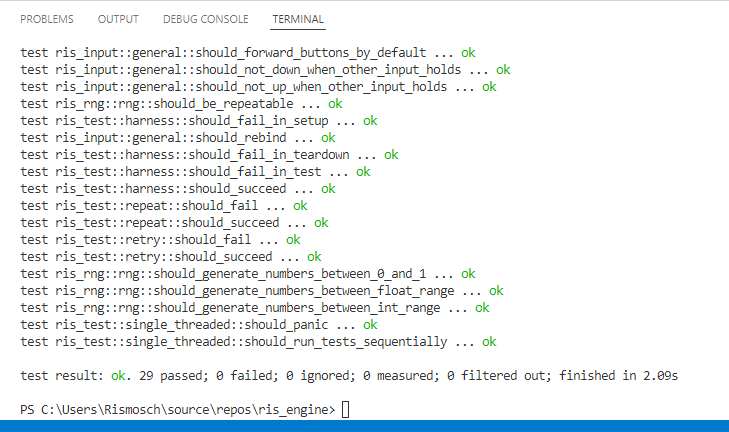 PROBLEMS OUTPUT DEBUG CONSOLE TERMINAL
test ris_input::general::should_forward_buttons_by_default ... ok
test ris_input::general::should_not_down_when_other_input_holds ... ok
test ris_input::general::should_not_up_when_other_input_holds ... ok
test ris_rng::rng::should_be_repeatable ... ok
test ris_test::harness::should_fail_in_setup ... ok
test ris_input::general::should_rebind ... ok
test ris_test::harness::should_fail_in_teardown ... ok
test ris_test::harness::should_fail_in_test ... ok
test ris_test::harness::should_succeed ... ok
test ris_test::repeat::should_fail ... ok
test ris_test::repeat::should_succeed ... ok
test ris_test::retry::should_fail ... ok
test ris_test::retry::should_succeed ... ok
test ris_rng::rng::should_generate_numbers_between_0_and_1 ... ok
test ris_rng::rng::should_generate_numbers_between_float_range ... ok
test ris_rng::rng::should_generate_numbers_between_int_range ... ok
test ris_test::single_threaded::should_panic ... ok
test ris_test::single_threaded::should_run_tests_sequentially ... ok
test result: ok. 29 passed; 0 failed; 0 ignored; 0 measured; 0 filtered out; finished in 2.09s
PS C:\Users\Rismosch\source\repos\ris_engine>